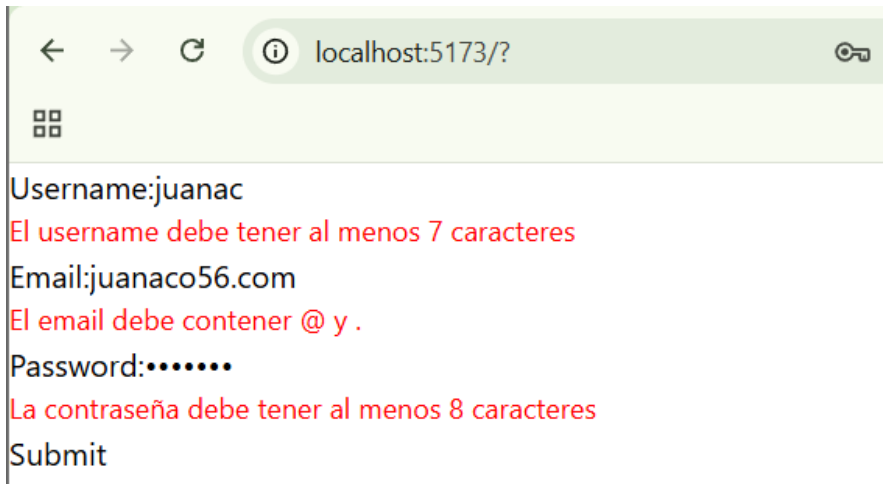 localhost:5173/?
Username:juanac
El username debe tener al menos 7 caracteres
Email:juanaco56.com
El email debe contener @ y .
Password:•••••••
La contraseña debe tener al menos 8 caracteres
Submit